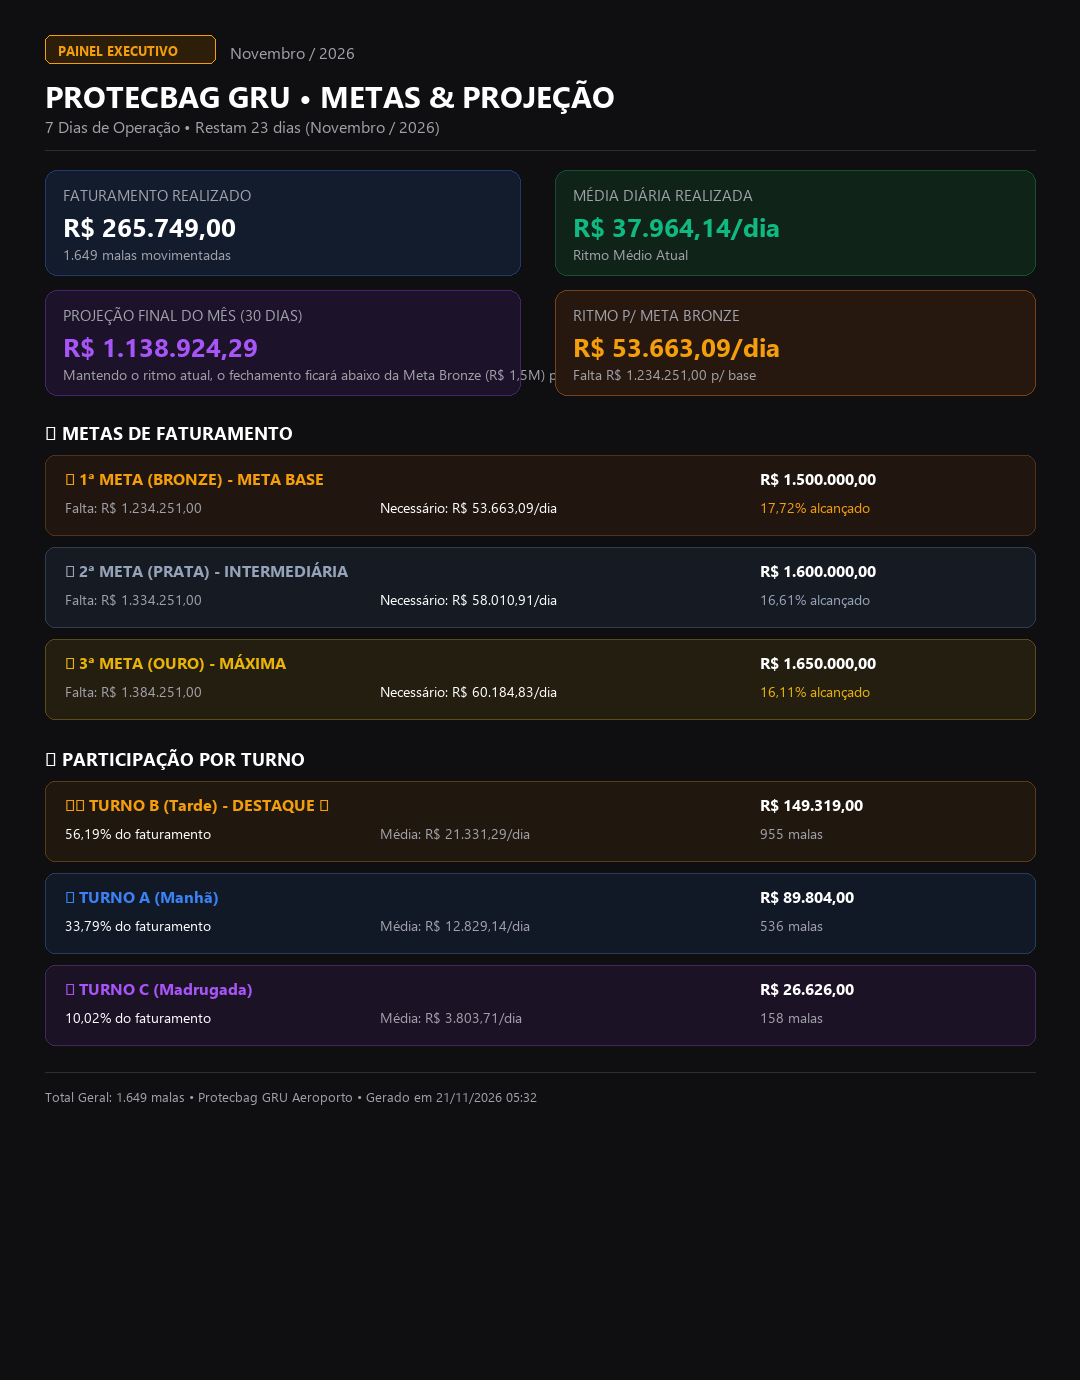 PAINEL EXECUTIVO Novembro / 2026
PROTECBAG GRU • METAS & PROJEÇÃO
7 Dias de Operação • Restam 23 dias (Novembro / 2026)
FATURAMENTO REALIZADO
R$ 265.749,00
1.649 malas movimentadas
MÉDIA DIÁRIA REALIZADA
R$ 37.964,14/dia
Ritmo Médio Atual
PROJEÇÃO FINAL DO MÊS (30 DIAS)
R$ 1.138.924,29
Mantendo o ritmo atual, o fechamento ficará abaixo da Meta Bronze (R$ 1,5M)
RITMO P/ META BRONZE
R$ 53.663,09/dia
Falta R$ 1.234.251,00 p/ base
METAS DE FATURAMENTO
1ª META (BRONZE) - META BASE R$ 1.500.000,00
Falta: R$ 1.234.251,00 Necessário: R$ 53.663,09/dia 17,72% alcançado
2ª META (PRATA) - INTERMEDIÁRIA R$ 1.600.000,00
Falta: R$ 1.334.251,00 Necessário: R$ 58.010,91/dia 16,61% alcançado
3ª META (OURO) - MÁXIMA R$ 1.650.000,00
Falta: R$ 1.384.251,00 Necessário: R$ 60.184,83/dia 16,11% alcançado
PARTICIPAÇÃO POR TURNO
TURNO B (Tarde) - DESTAQUE R$ 149.319,00
56,19% do faturamento Média: R$ 21.331,29/dia 955 malas
TURNO A (Manhã) R$ 89.804,00
33,79% do faturamento Média: R$ 12.829,14/dia 536 malas
TURNO C (Madrugada) R$ 26.626,00
10,02% do faturamento Média: R$ 3.803,71/dia 158 malas
Total Geral: 1.649 malas • Protecbag GRU Aeroporto • Gerado em 21/11/2026 05:32